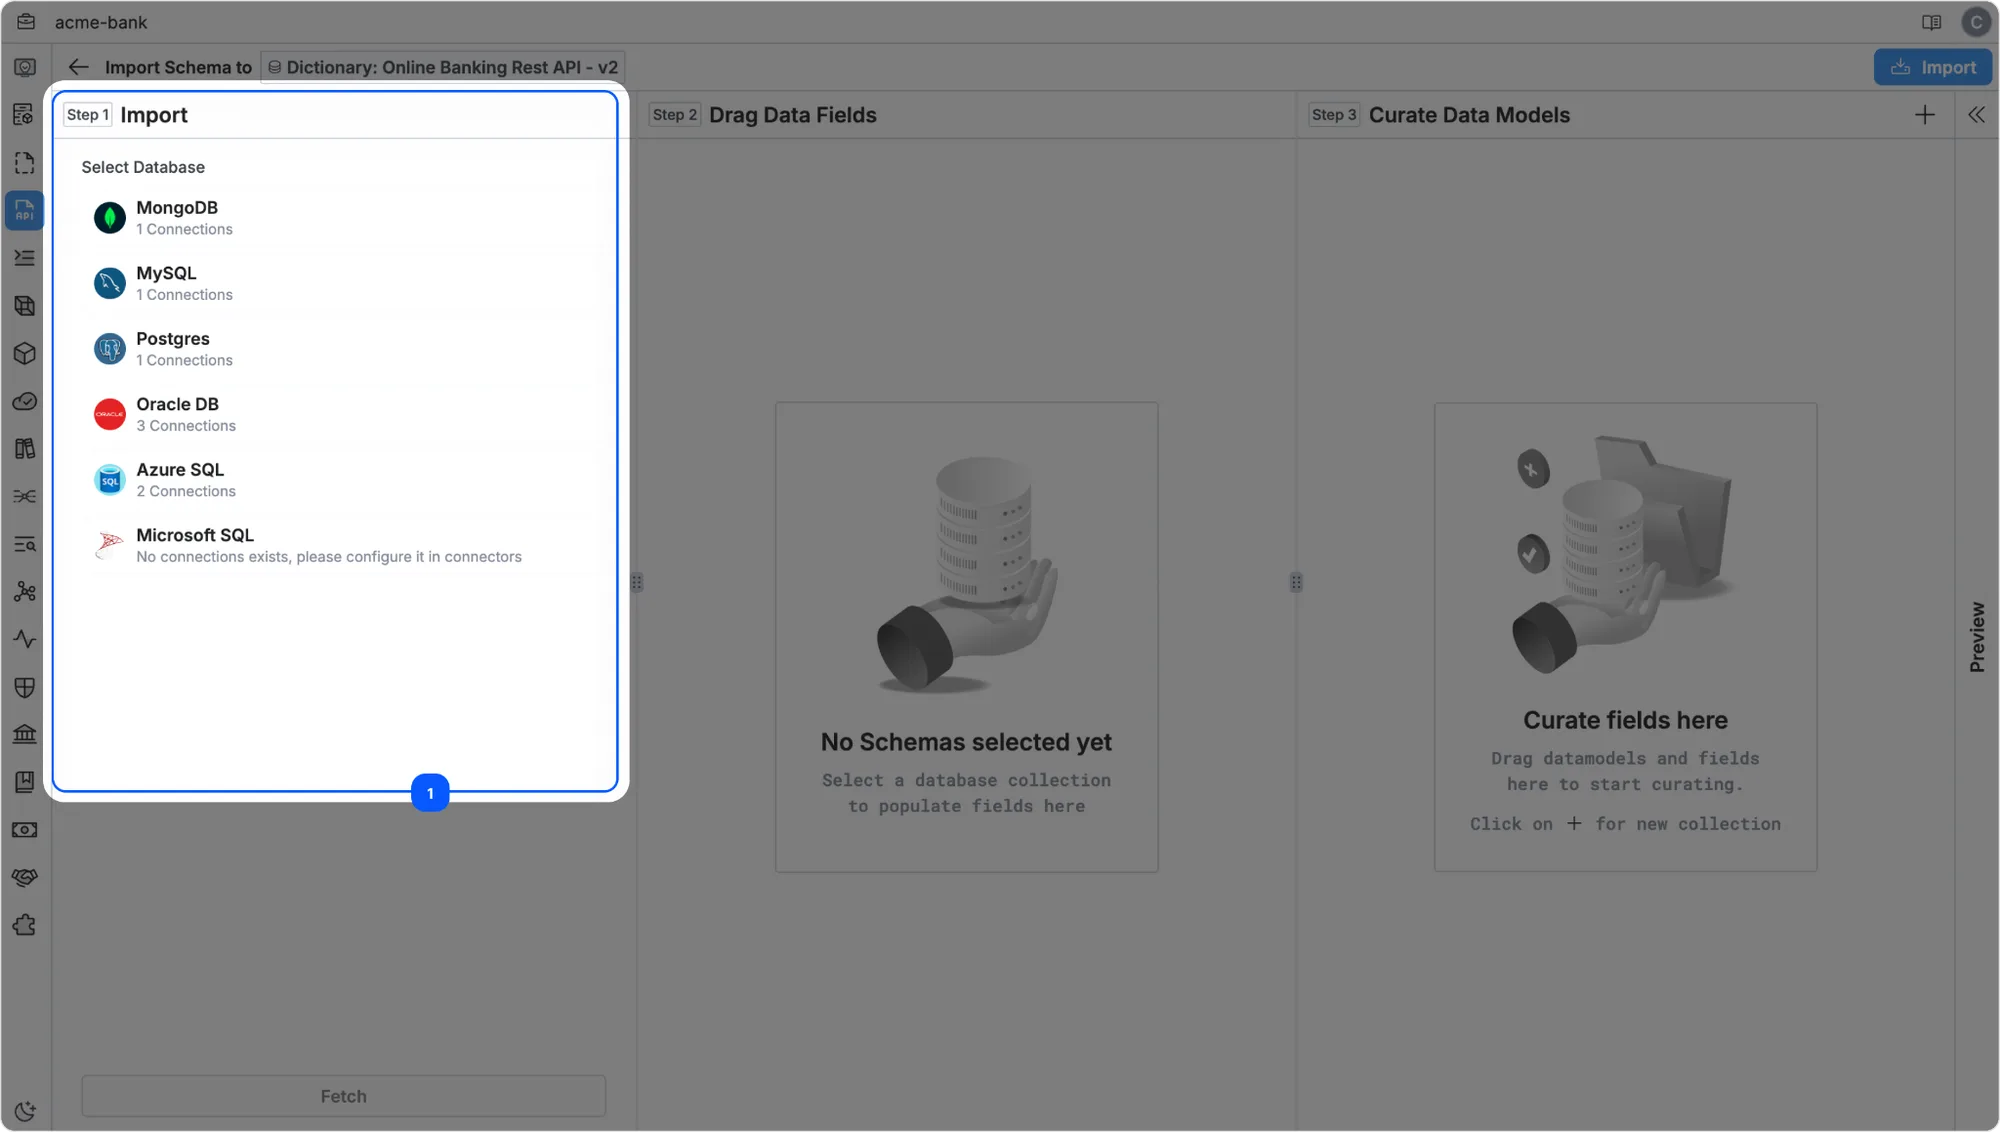 acme-bank
C
Import Schema to Dictionary: Online Banking Rest API - v2
Import
Step 1 Import
Step 2 Drag Data Fields
Step 3 Curate Data Models
Select Database
MongoDB
1 Connections
MySQL
1 Connections
Postgres
1 Connections
ORACLE
Oracle DB
3 Connections
SQL
Azure SQL
2 Connections
Microsoft SQL
No connections exists, please configure it in connectors
API
1
Fetch
No Schemas selected yet
Select a database collection
to populate fields here
Curate fields here
Drag datamodels and fields
here to start curating.
Click on + for new collection
Preview